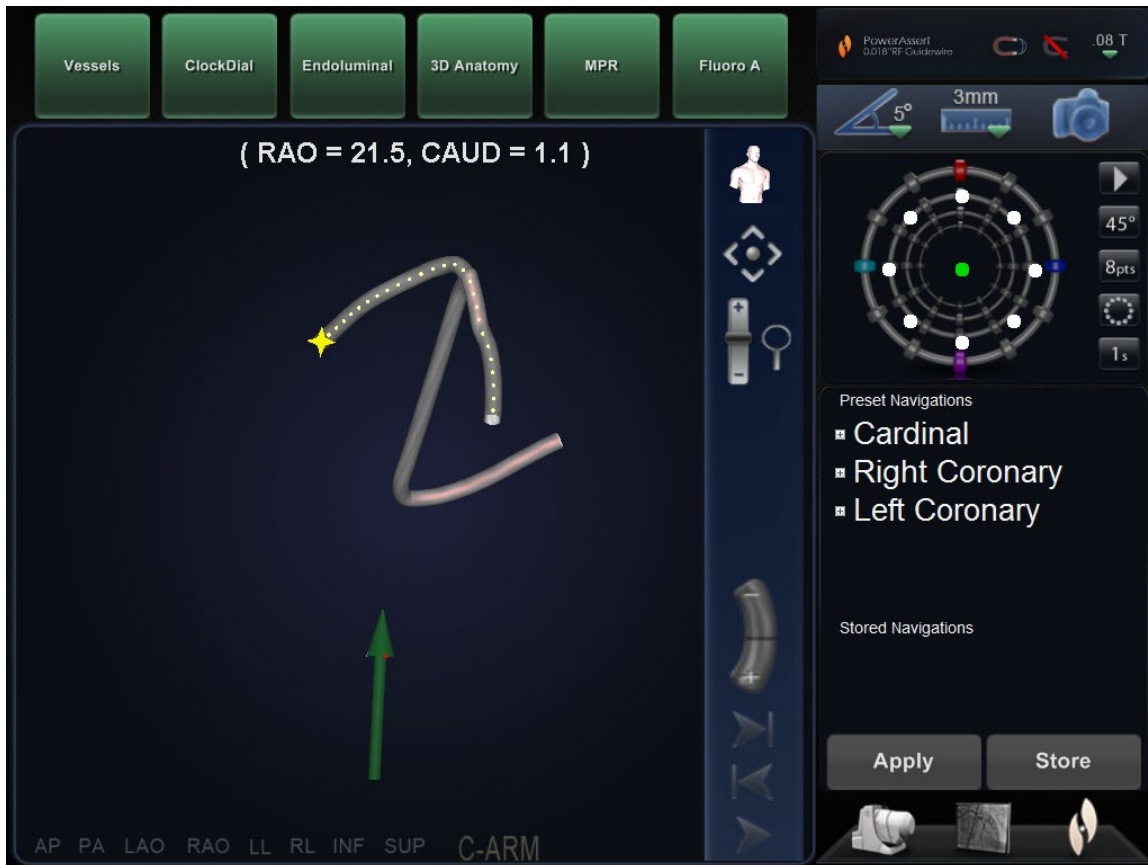 Vessels
ClockDial
Endoluminal
3D Anatomy
MPR
Fluoro A
PowerAssert
0.018"RF Guidewire
.08 T
5°
3mm
( RAO = 21.5, CAUD = 1.1 )
45°
8pts
1s
Preset Navigations
Cardinal
Right Coronary
Left Coronary
Stored Navigations
Apply
Store
AP PA LAO RAO LL RL INF SUP C-ARM